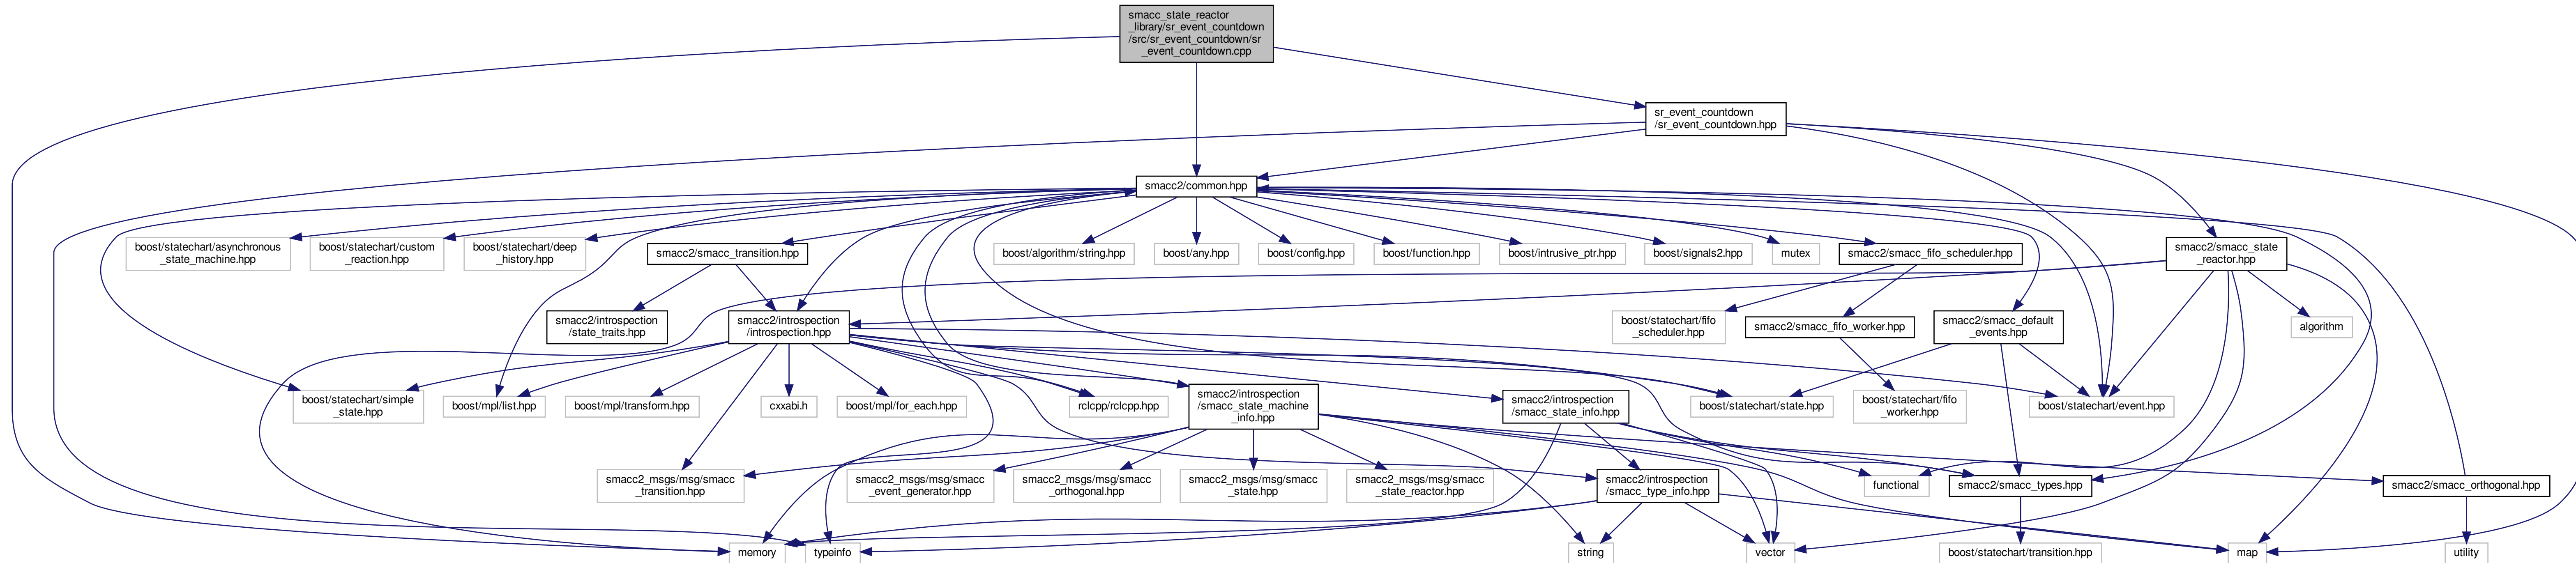 smacc_state_reactor
_library/sr_event_countdown
/src/sr_event_countdown/sr
_event_countdown.cpp
sr_event_countdown
/sr_event_countdown.hpp
smacc2/common.hpp
boost/statechart/asynchronous
_state_machine.hpp
boost/statechart/custom
_reaction.hpp
boost/statechart/deep
_history.hpp
smacc2/smacc_transition.hpp
boost/algorithm/string.hpp
boost/any.hpp
boost/config.hpp
boost/function.hpp
boost/intrusive_ptr.hpp
boost/signals2.hpp
mutex
smacc2/smacc_fifo_scheduler.hpp
smacc2/smacc_state
_reactor.hpp
smacc2/introspection
/state_traits.hpp
smacc2/introspection
/introspection.hpp
boost/statechart/fifo
_scheduler.hpp
smacc2/smacc_fifo_worker.hpp
smacc2/smacc_default
_events.hpp
algorithm
boost/statechart/simple
_state.hpp
boost/mpl/list.hpp
boost/mpl/transform.hpp
cxxabi.h
boost/mpl/for_each.hpp
rclcpp/rclcpp.hpp
smacc2/introspection
/smacc_state_machine
_info.hpp
smacc2/introspection
/smacc_state_info.hpp
boost/statechart/state.hpp
boost/statechart/fifo
_worker.hpp
boost/statechart/event.hpp
smacc2_msgs/msg/smacc
_transition.hpp
smacc2_msgs/msg/smacc
_event_generator.hpp
smacc2_msgs/msg/smacc
_orthogonal.hpp
smacc2_msgs/msg/smacc
_state.hpp
smacc2_msgs/msg/smacc
_state_reactor.hpp
smacc2/introspection
/smacc_type_info.hpp
functional
smacc2/smacc_types.hpp
smacc2/smacc_orthogonal.hpp
memory
typeinfo
string
vector
boost/statechart/transition.hpp
map
utility